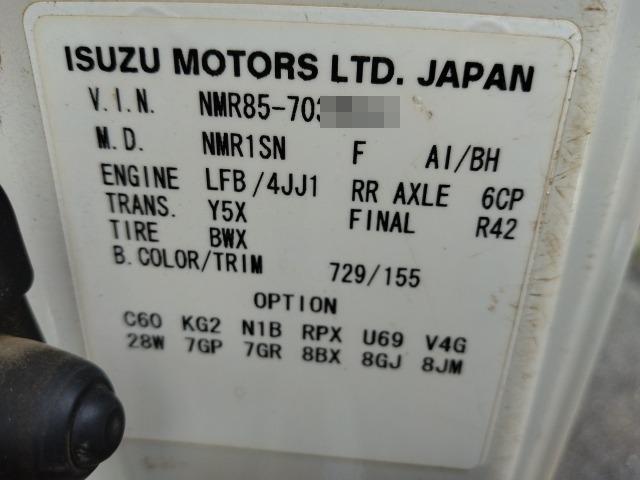 ISUZU MOTORS LTD. JAPAN
V.I.N. NMR85-703
M.D. NMR1SN F AI/BH
ENGINE LFB/4JJ1 RR AXLE 6CP
TRANS. Y5X FINAL R42
TIRE BWX
B.COLOR/TRIM 729/155
OPTION
C60 KG2 N1B RPX U69 V4G
28W 7GP 7GR 8BX 8GJ 8JM